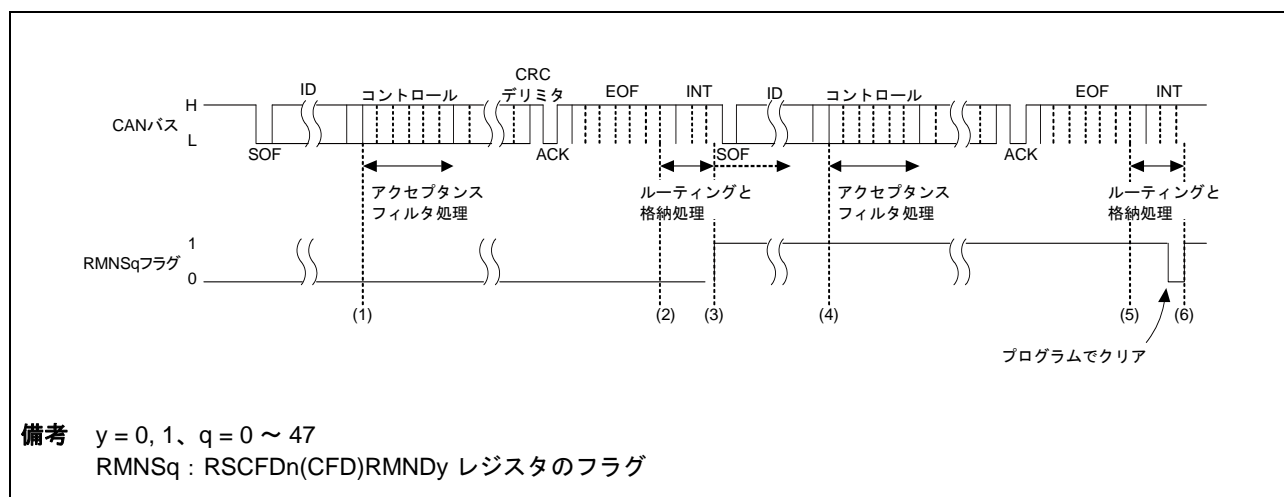 CRC
ID コントロール デリミタ EOF INT ID コントロール EOF INT
H
CANバス
L
SOF ACK SOF ACK
アクセプタンス ルーティングと アクセプタンス ルーティングと
フィルタ処理 格納処理 フィルタ処理 格納処理
1
RMNSqフラグ
0
(1) (2) (3) (4) (5) (6)
プログラムでクリア
備考 y = 0, 1、q = 0 ~ 47
RMNSq : RSCFDn(CFD)RMNDy レジスタのフラグ